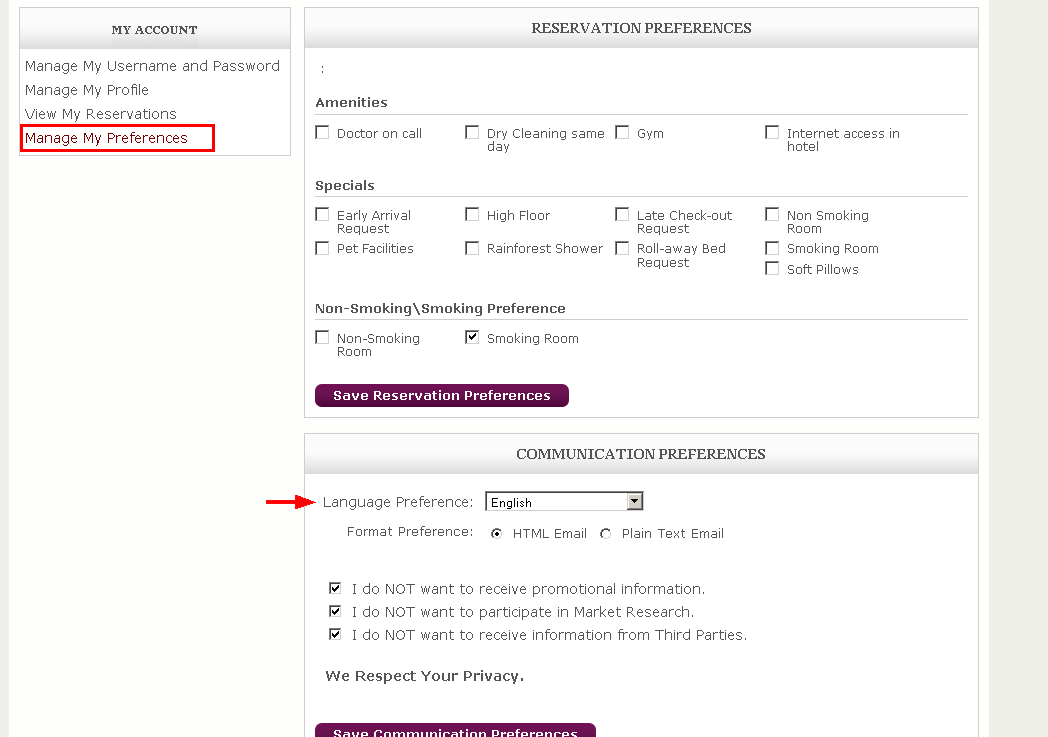 MY ACCOUNT
Manage My Username and Password
Manage My Profile
View My Reservations
Manage My Preferences
RESERVATION PREFERENCES
:
Amenities
Doctor on call
Dry Cleaning same
day
Gym
Internet access in
hotel
Specials
Early Arrival
Request
High Floor
Late Check-out
Request
Non Smoking
Room
Pet Facilities
Rainforest Shower
Roll-away Bed
Request
Smoking Room
Soft Pillows
Non-Smoking\Smoking Preference
Non-Smoking
Room
Smoking Room
Save Reservation Preferences
COMMUNICATION PREFERENCES
Language Preference: English
Format Preference: HTML Email Plain Text Email
I do NOT want to receive promotional information.
I do NOT want to participate in Market Research.
I do NOT want to receive information from Third Parties.
We Respect Your Privacy.
Save Communication Preferences